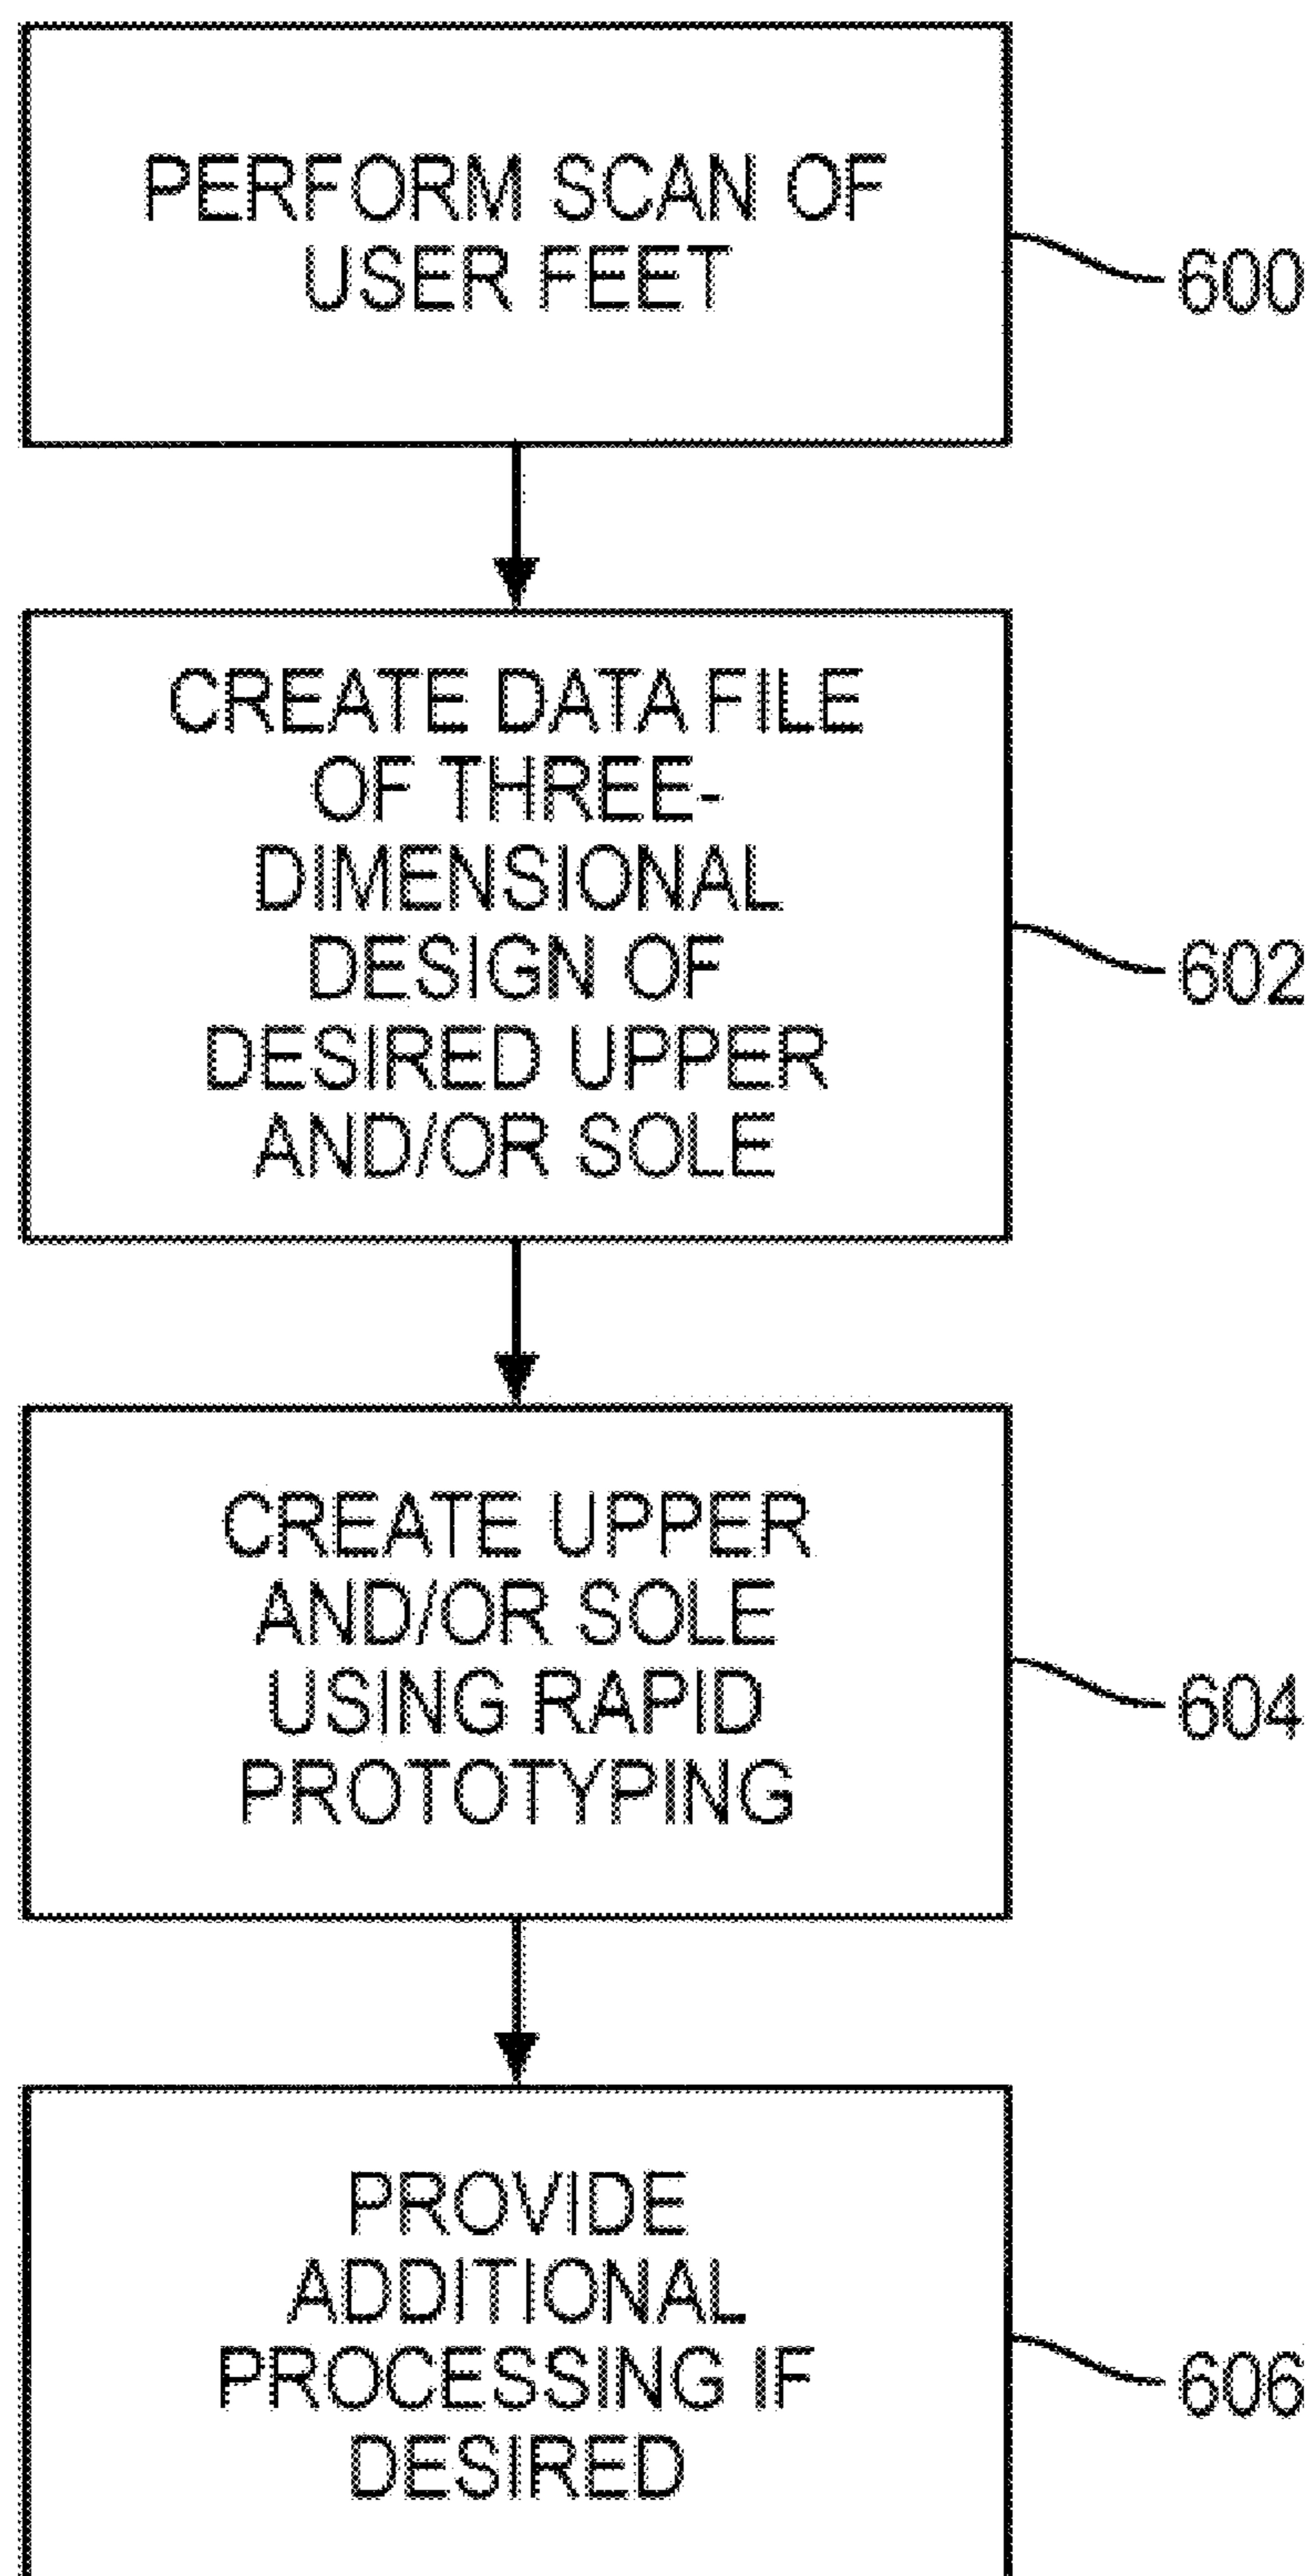 PERFORM SCAN OF
USER FEET
600
CREATE DATA FILE
OF THREE-
DIMENSIONAL
DESIGN OF
DESIRED UPPER
AND/OR SOLE
602
CREATE UPPER
AND/OR SOLE
USING RAPID
PROTOTYPING
604
PROVIDE
ADDITIONAL
PROCESSING IF
DESIRED
606